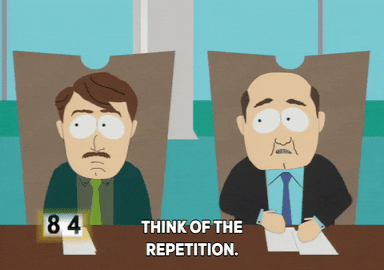 84
THINK OF THE
REPETITION.